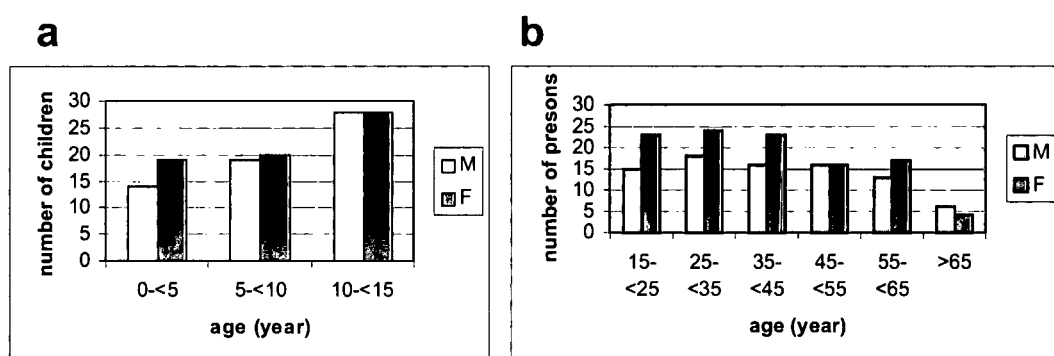 a
number of children
30
25
20
15
10
5
0
0-<5 5-<10 10-<15
age (year)
M
F
b
number of presons
30
25
20
15
10
5
0
15-<25 25-<35 35-<45 45-<55 55-<65 >65
age (year)
M
F